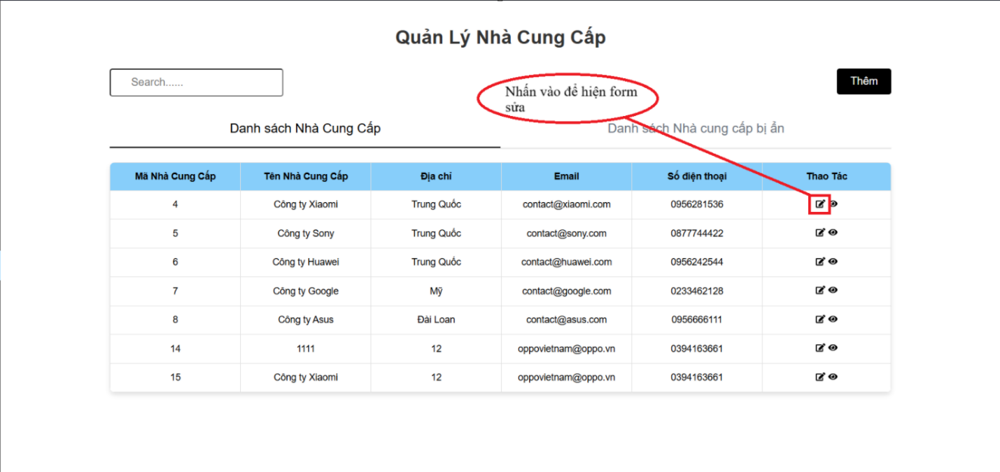 Quản Lý Nhà Cung Cấp
Search......
Thêm
Nhấn vào để hiện form
sửa
Danh sách Nhà Cung Cấp
Danh sách Nhà cung cấp bị ẩn
Mã Nhà Cung Cấp Tên Nhà Cung Cấp Địa chỉ Email Số điện thoại Thao Tác
4 Công ty Xiaomi Trung Quốc contact@xiaomi.com 0956281536
5 Công ty Sony Trung Quốc contact@sony.com 0877744422
6 Công ty Huawei Trung Quốc contact@huawei.com 0956242544
7 Công ty Google Mỹ contact@google.com 0233462128
8 Công ty Asus Đài Loan contact@asus.com 0956666111
14 1111 12 oppovietnam@oppo.vn 0394163661
15 Công ty Xiaomi 12 oppovietnam@oppo.vn 0394163661